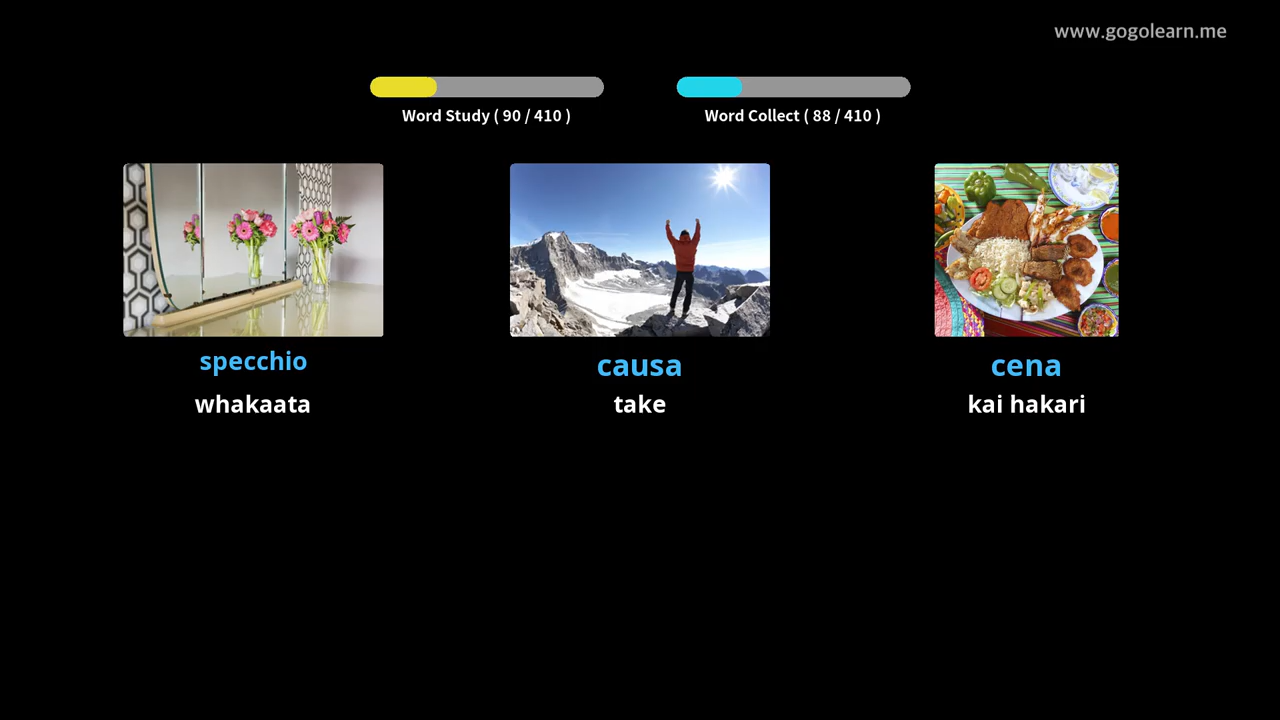 www.gogolearn.me
Word Study ( 90 / 410 )
Word Collect ( 88 / 410 )
specchio
whakaata
causa
take
cena
kai hakari